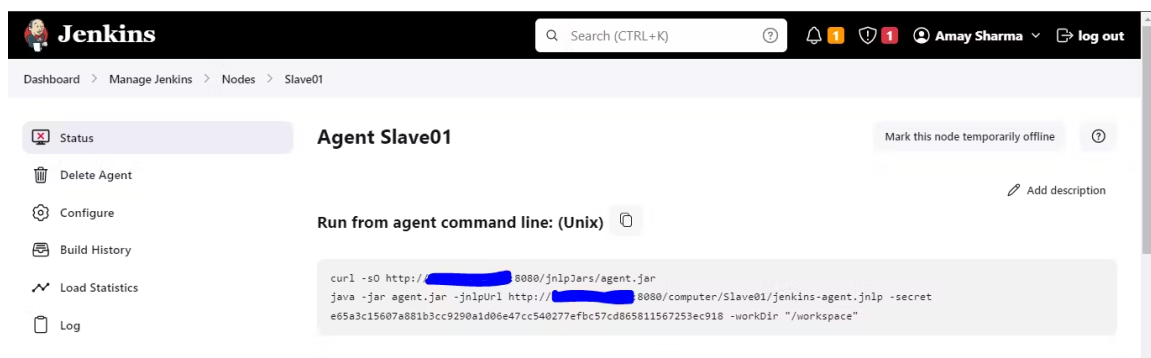 Jenkins
Search (CTRL+K)
1
1
Amay Sharma
log out
Dashboard > Manage Jenkins > Nodes > Slave01
Status
Delete Agent
Configure
Build History
Load Statistics
Log
Agent Slave01
Mark this node temporarily offline
?
Add description
Run from agent command line: (Unix)
curl -sO http:// :8080/jnlpJars/agent.jar
java -jar agent.jar -jnlpUrl http:// :8080/computer/Slave01/jenkins-agent.jnlp -secret
e65a3c15607a881b3cc9290a1d06e47cc540277efbc57cd865811567253ec918 -workDir "/workspace"